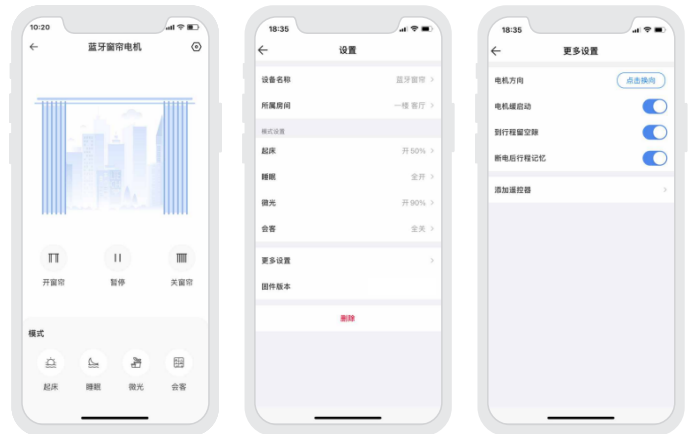 10:20
蓝牙窗帘电机
开窗帘 暂停 关窗帘
模式
起床 睡眠 微光 会客
18:35
设置
设备名称 蓝牙窗帘
所属房间 一楼 客厅
模式设置
起床 开 50%
睡眠 全开
微光 开 90%
会客 全关
更多设置
固件版本
删除
18:35
更多设置
电机方向 点击换向
电机缓启动
到行程留空隙
断电后行程记忆
添加遥控器